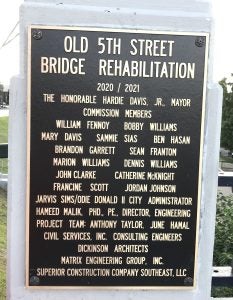 OLD 5TH STREET
BRIDGE REHABILITATION
2020 / 2021
THE HONORABLE HARDIE DAVIS, JR., MAYOR
COMMISSION MEMBERS
WILLIAM FENNOY BOBBY WILLIAMS
MARY DAVIS SAMMIE SIAS BEN HASAN
BRANDON GARRETT SEAN FRANTOM
MARION WILLIAMS DENNIS WILLIAMS
JOHN CLARKE CATHERINE McKNIGHT
FRANCINE SCOTT JORDAN JOHNSON
JARVIS SIMS/ODIE DONALD II CITY ADMINISTRATOR
HAMEED MALIK, PHD., PE., DIRECTOR, ENGINEERING
PROJECT TEAM: ANTHONY TAYLOR, JUNE HAMAL
CIVIL SERVICES, INC. CONSULTING ENGINEERS
DICKINSON ARCHITECTS
MATRIX ENGINEERING GROUP, INC.
SUPERIOR CONSTRUCTION COMPANY SOUTHEAST, LLC